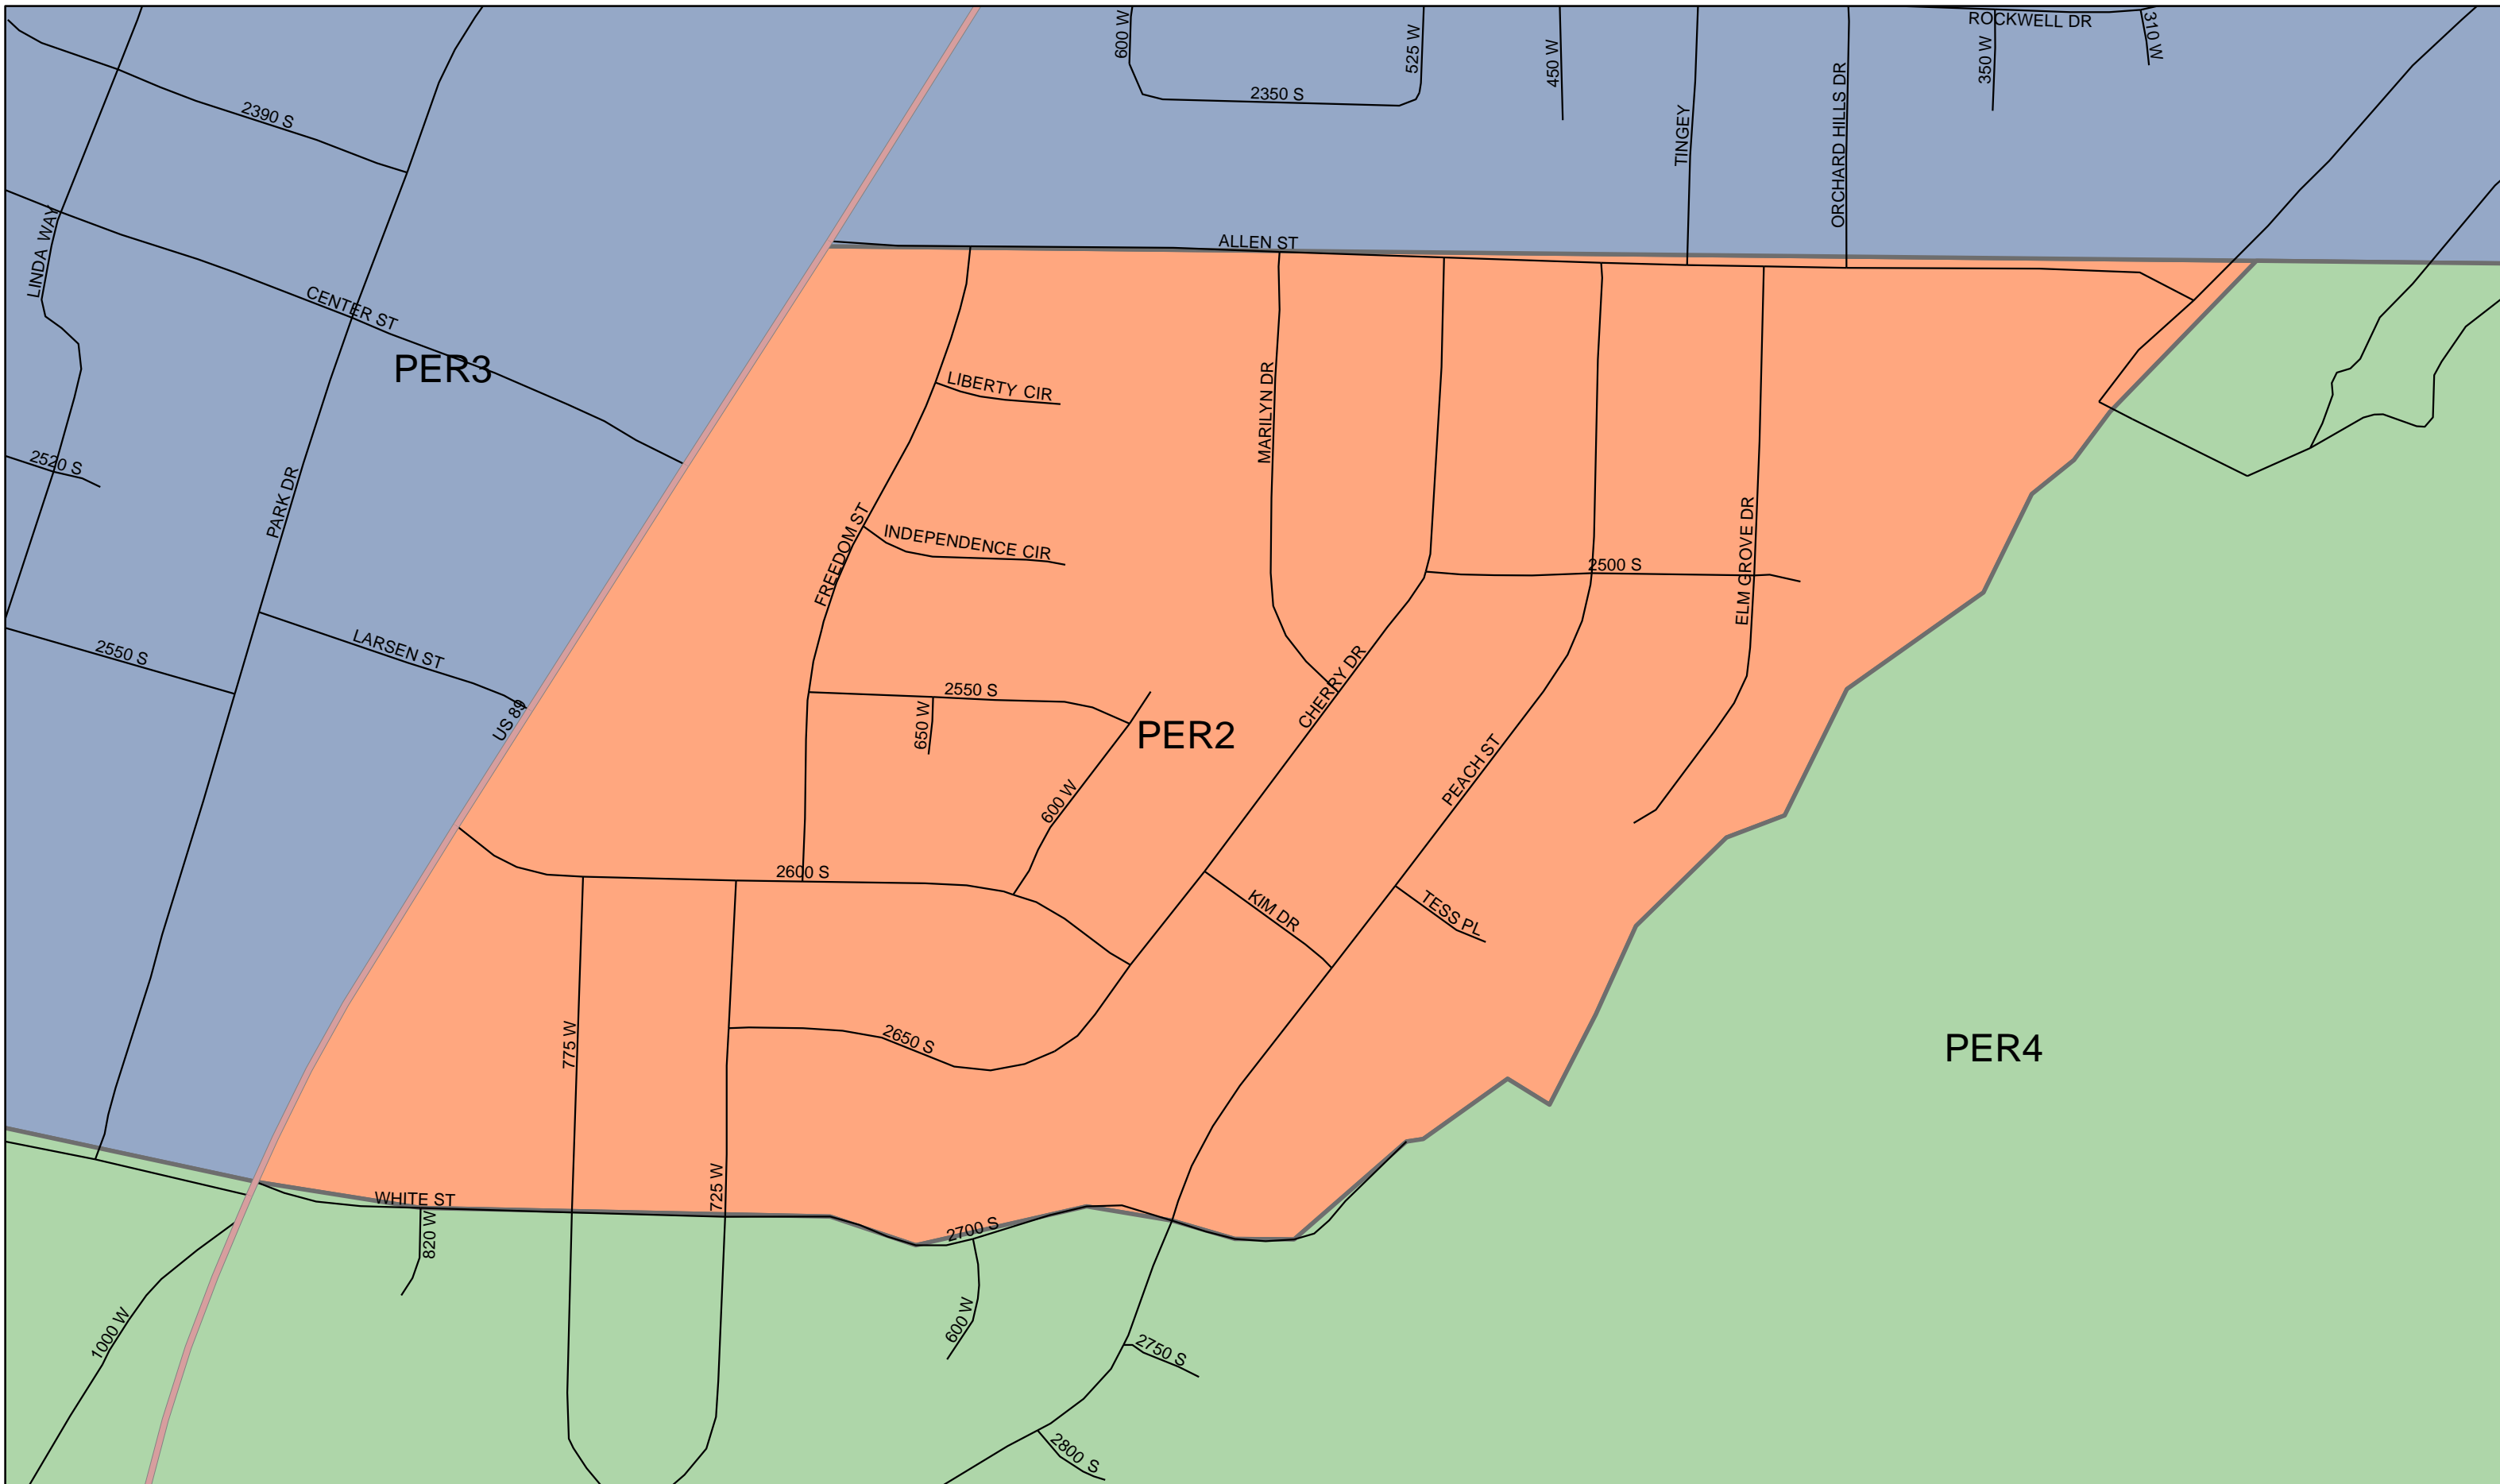 600 W
525 W
450 W
ROCKWELL DR
350 W
310 W
2350 S
2390 S
TINGEY
ORCHARD HILLS DR
LINDA WAY
ALLEN ST
CENTER ST
PER3
LIBERTY CIR
MARILYN DR
2520 S
PARK DR
FREEDOM ST
INDEPENDENCE CIR
2500 S
ELM GROVE DR
2550 S
LARSEN ST
US 89
2550 S
650 W
PER2
CHERRY DR
600 W
PEACH ST
2600 S
KIM DR
TESS PL
775 W
2650 S
PER4
725 W
WHITE ST
820 W
2700 S
1000 W
600 W
2750 S
2800 S